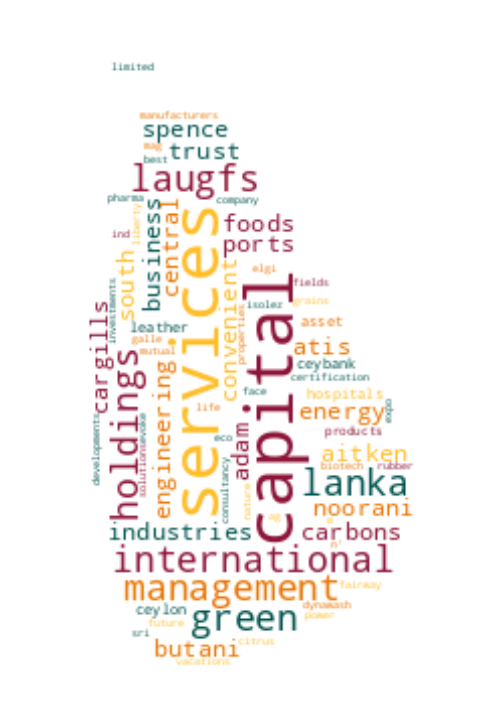 limited
manufacturers
spence
mag
trust
best
laugfs
pharma
company
liberty
business
central
services
foods
ind
ports
south
elgi
convenient
capital
fields
investments
isolez
grains
cargills
leather
asset
galle
properties
atis
mutual
holdings
engineering
ceybank
certification
face
hospitals
life
energy
expo
developments
solutions
evoke
adam
products
eco
aitken
consultancy
biotech
rubber
lanka
nature
noorani
ag
industries
carbons
international
management
fairway
ceylon
green
dynawash
power
future
sri
butani
citrus
vacations